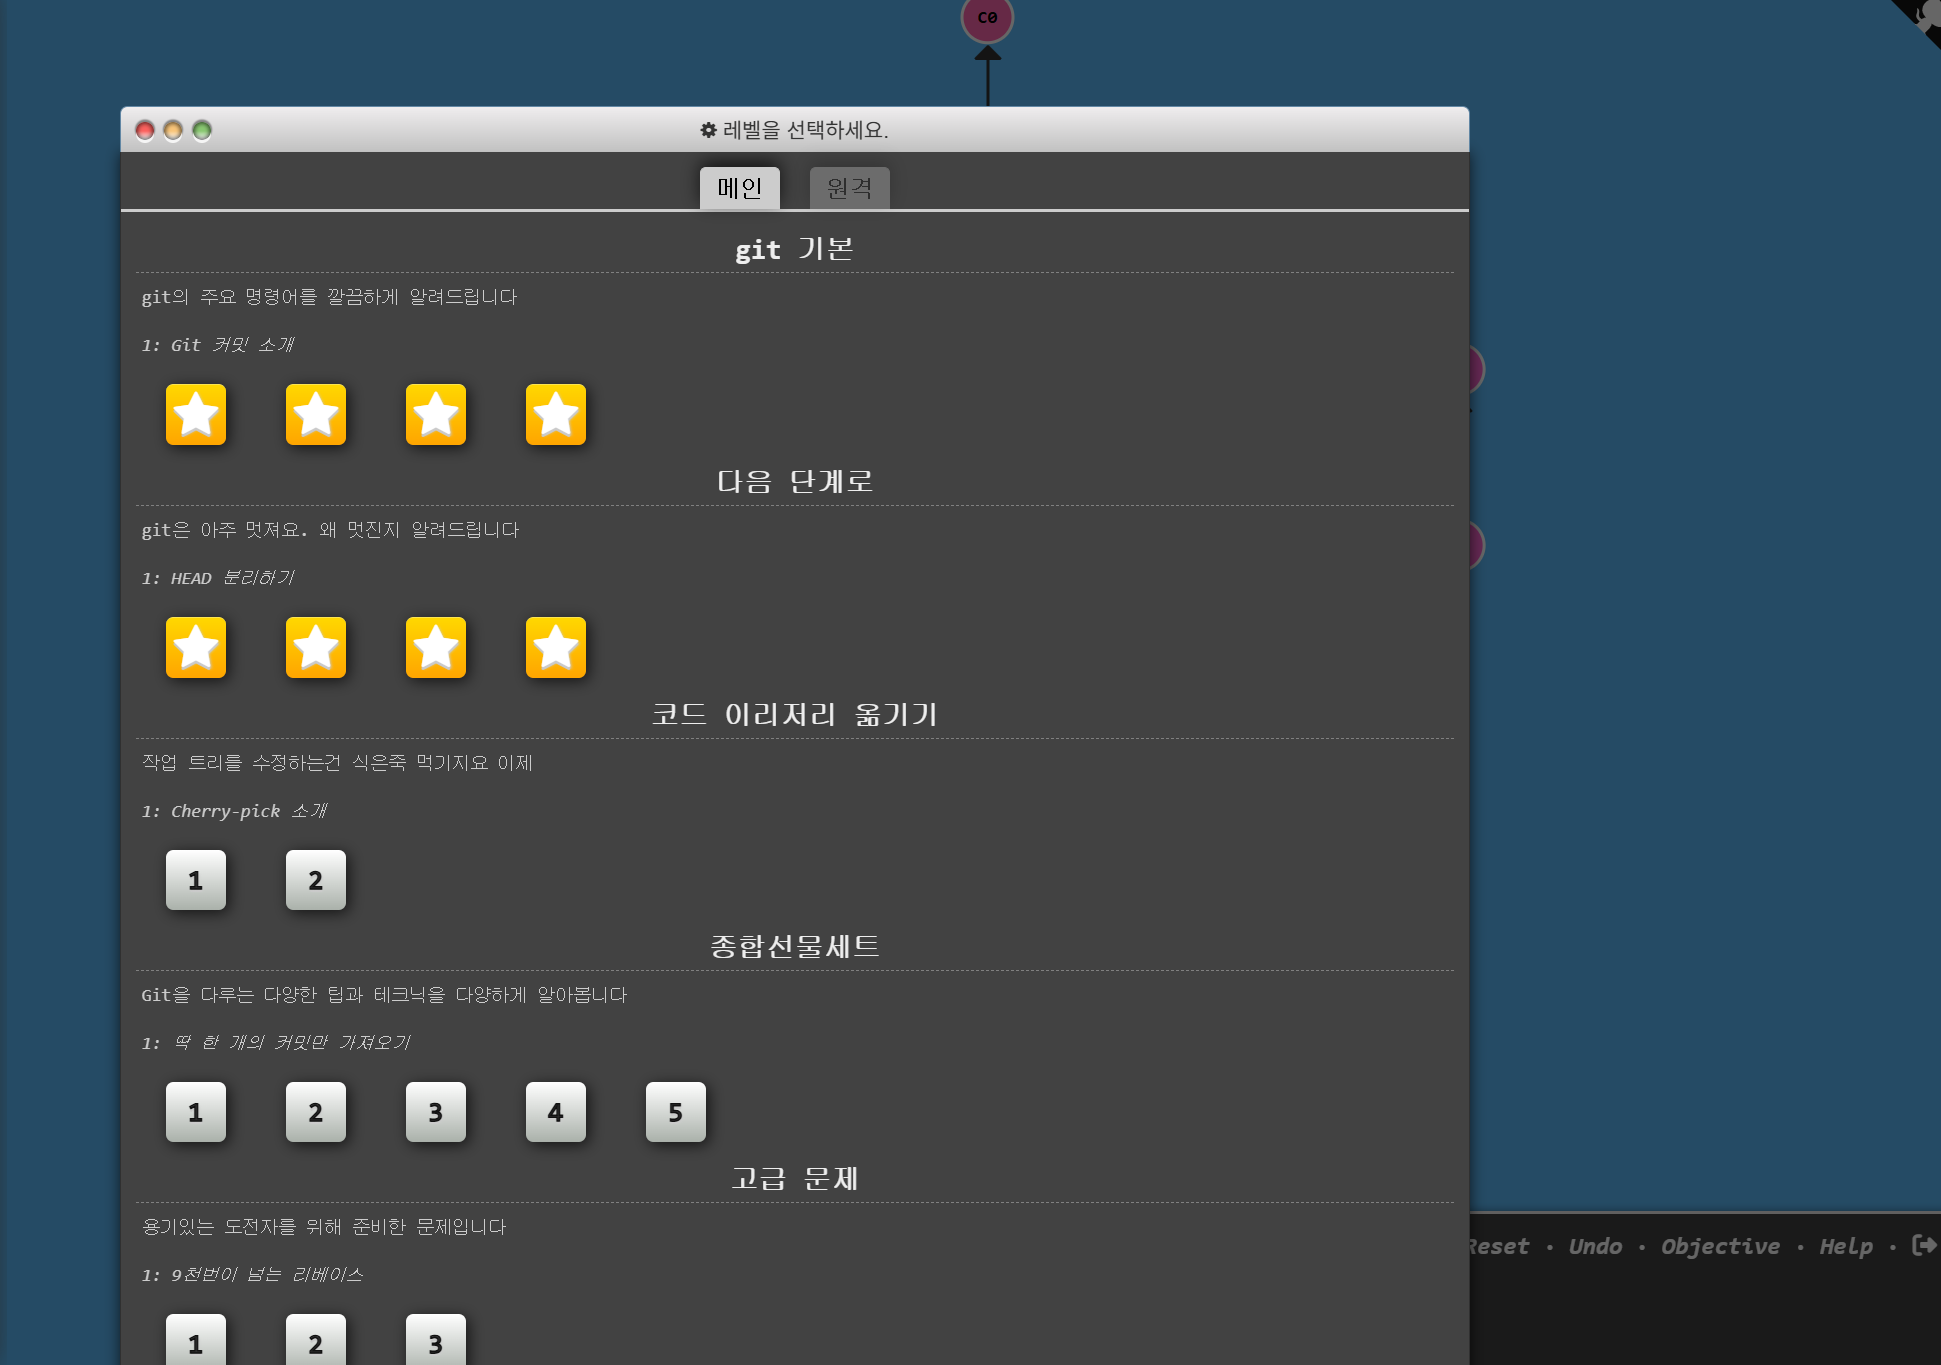 C0
레벨을 선택하세요.
메인
원격
git 기본
git의 주요 명령어를 깔끔하게 알려드립니다
1: Git 커밋 소개
다음 단계로
git은 아주 멋져요. 왜 멋진지 알려드립니다
1: HEAD 분리하기
코드 이리저리 옮기기
작업 트리를 수정하는건 식은죽 먹기지요 이제
1: Cherry-pick 소개
1 2
종합선물세트
Git을 다루는 다양한 팁과 테크닉을 다양하게 알아봅니다
1: 딱 한 개의 커밋만 가져오기
1 2 3 4 5
고급 문제
용기있는 도전자를 위해 준비한 문제입니다
1: 9천번이 넘는 리베이스
1 2 3
Reset • Undo • Objective • Help •